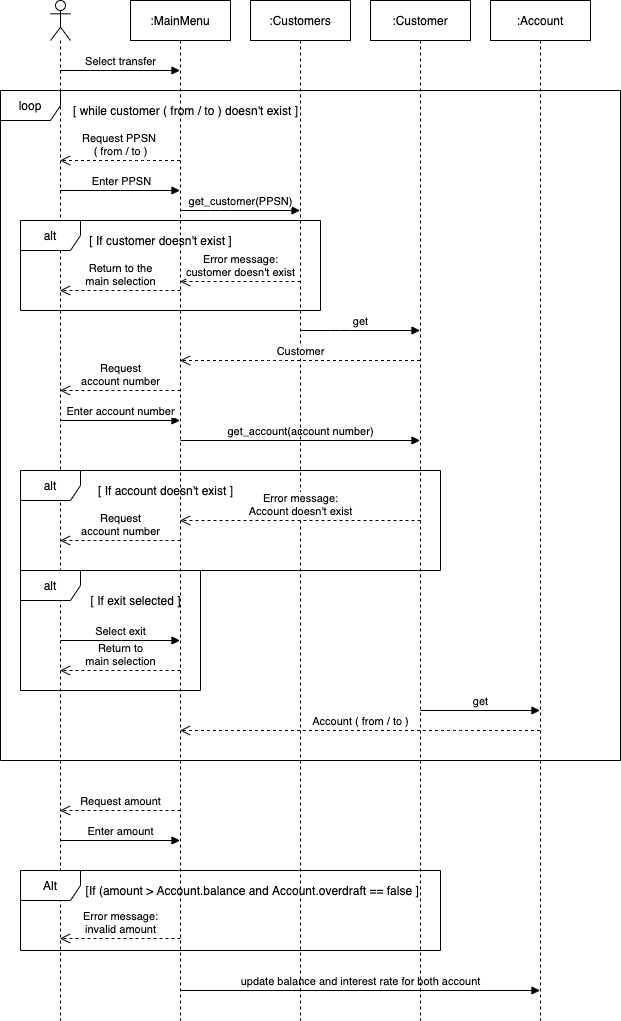 :MainMenu
:Customers
:Customer
:Account
Select transfer
loop
[ while customer ( from / to ) doesn't exist ]
Request PPSN
( from / to )
Enter PPSN
get_customer(PPSN)
alt
[ If customer doesn't exist ]
Error message:
customer doesn't exist
Return to the
main selection
get
Customer
Request
account number
Enter account number
get_account(account number)
alt
[ If account doesn't exist ]
Error message:
Account doesn't exist
Request
account number
alt
[ If exit selected ]
Select exit
Return to
main selection
get
Account ( from / to )
Request amount
Enter amount
Alt
[If (amount > Account.balance and Account.overdraft == false ]
Error message:
invalid amount
update balance and interest rate for both account